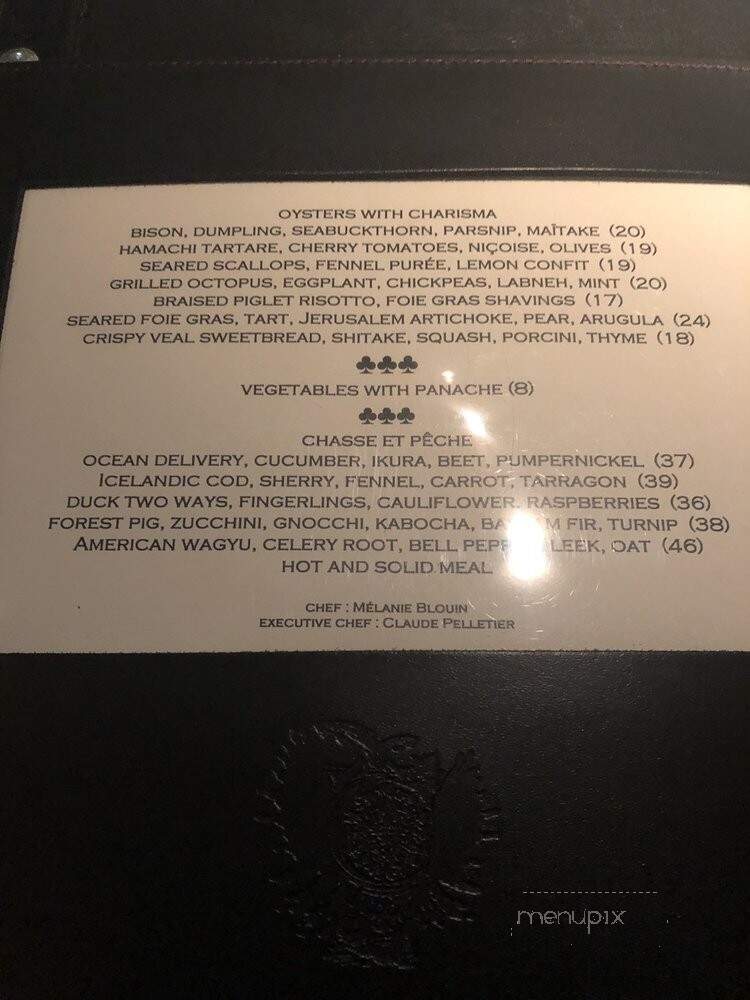 OYSTERS WITH CHARISMA
BISON, DUMPLING, SEABUCKTHORN, PARSNIP, MAÎTAKE (20)
HAMACHI TARTARE, CHERRY TOMATOES, NIÇOISE, OLIVES (19)
SEARED SCALLOPS, FENNEL PURÉE, LEMON CONFIT (19)
GRILLED OCTOPUS, EGGPLANT, CHICKPEAS, LABNEH, MINT (20)
BRAISED PIGLET RISOTTO, FOIE GRAS SHAVINGS (17)
SEARED FOIE GRAS, TART, JERUSALEM ARTICHOKE, PEAR, ARUGULA (24)
CRISPY VEAL SWEETBREAD, SHITAKE, SQUASH, PORCINI, THYME (18)
♣♣♣
VEGETABLES WITH PANACHE (8)
♣♣♣
CHASSE ET PÊCHE
OCEAN DELIVERY, CUCUMBER, IKURA, BEET, PUMPERNICKEL (37)
ICELANDIC COD, SHERRY, FENNEL, CARROT, TARRAGON (39)
DUCK TWO WAYS, FINGERLINGS, CAULIFLOWER, RASPBERRIES (36)
FOREST PIG, ZUCCHINI, GNOCCHI, KABOCHA, FIR, TURNIP (38)
AMERICAN WAGYU, CELERY ROOT, BELL LEEK, OAT (46)
HOT AND SOLID MEAL
CHEF : MÉLANIE BLOUIN
EXECUTIVE CHEF : CLAUDE PELLETIER
menupix